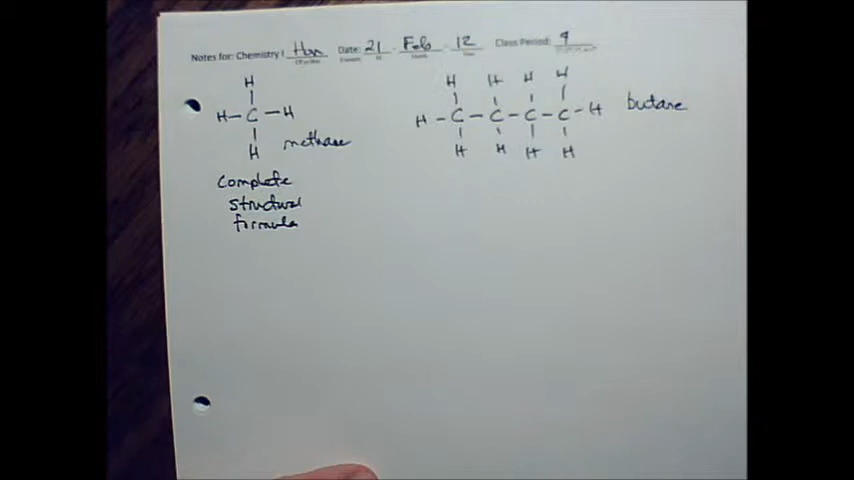 Notes for: Chemistry I Hon Date: 21 - Feb - 12 Class Period: 9
H
H - C - H
H
methane
complete
structural
formula
H H H H
H - C - C - C - C - H
H H H H
butane